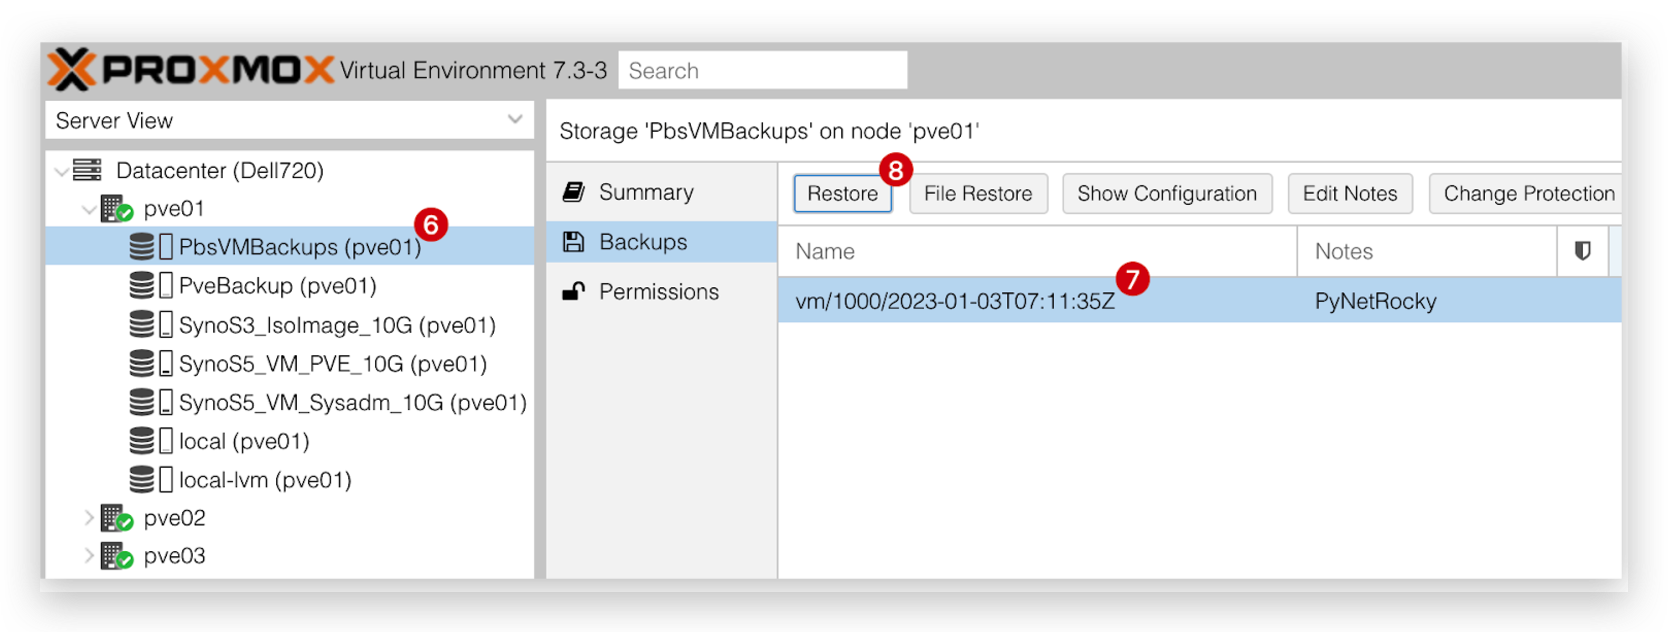 PROXMOX Virtual Environment 7.3-3 Search
Server View
Datacenter (Dell720)
pve01
6
PbsVMBackups (pve01)
PveBackup (pve01)
SynoS3_IsoImage_10G (pve01)
SynoS5_VM_PVE_10G (pve01)
SynoS5_VM_Sysadm_10G (pve01)
local (pve01)
local-lvm (pve01)
pve02
pve03
Storage 'PbsVMBackups' on node 'pve01'
Summary
Backups
Permissions
8
Restore File Restore Show Configuration Edit Notes Change Protection
Name Notes
7
vm/1000/2023-01-03T07:11:35Z PyNetRocky